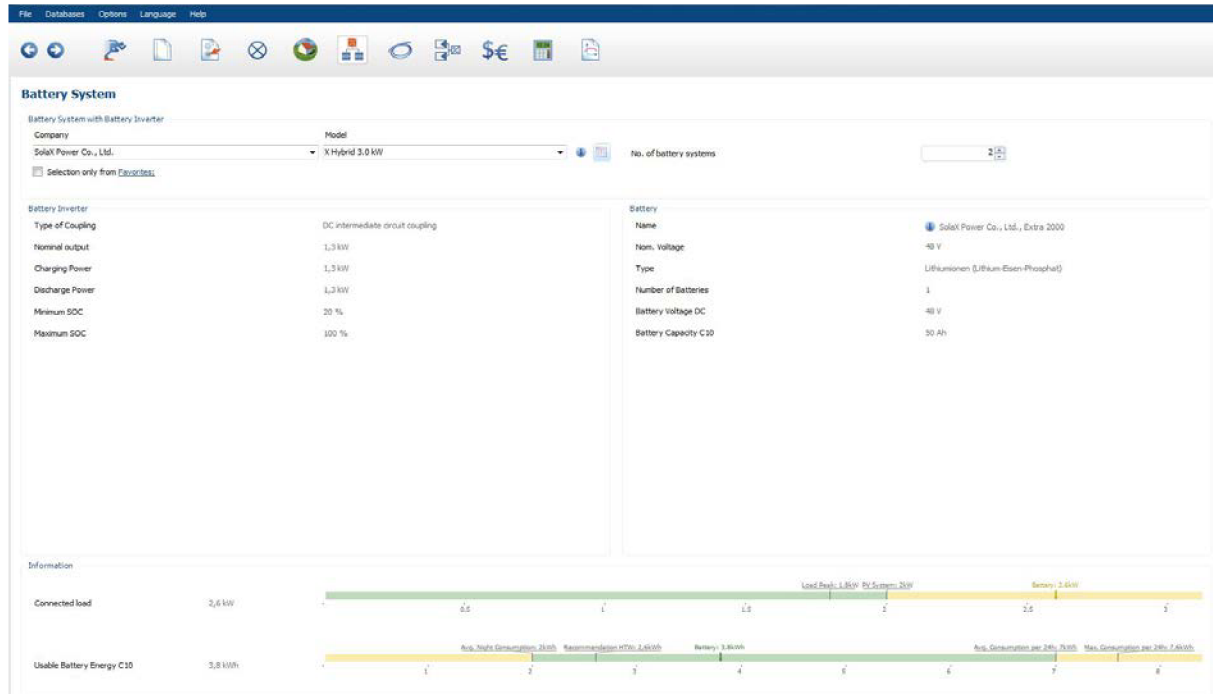 File Databases Options Language Help
Battery System
Battery System with Battery Inverter
Company Model
SolaX Power Co., Ltd. X Hybrid 3.0 kW No. of battery systems 2
Selection only from Favorites:
Battery Inverter Battery
Type of Coupling DC intermediate circuit coupling Name SolaX Power Co., Ltd., Extra 2000
Nominal output 1,3 kW Nom. Voltage 48 V
Charging Power 1,3 kW Type Lithiumionen (Lithium-Eisen-Phosphat)
Discharge Power 1,3 kW Number of Batteries 1
Minimum SOC 20 % Battery Voltage DC 48 V
Maximum SOC 100 % Battery Capacity C10 50 Ah
Information
Load Peak: 1.8kW PV System: 2kW Battery: 2.6kW
Connected load 2,6 kW
0.5 1 1.5 2 2.5 3
Avg. Night Consumption: 2kWh Recommendation HTW: 2.6kWh Battery: 3.8kWh Avg. Consumption per 24h: 7kWh Max. Consumption per 24h: 7.6kWh
Usable Battery Energy C10 3,8 kWh
1 2 3 4 5 6 7 8